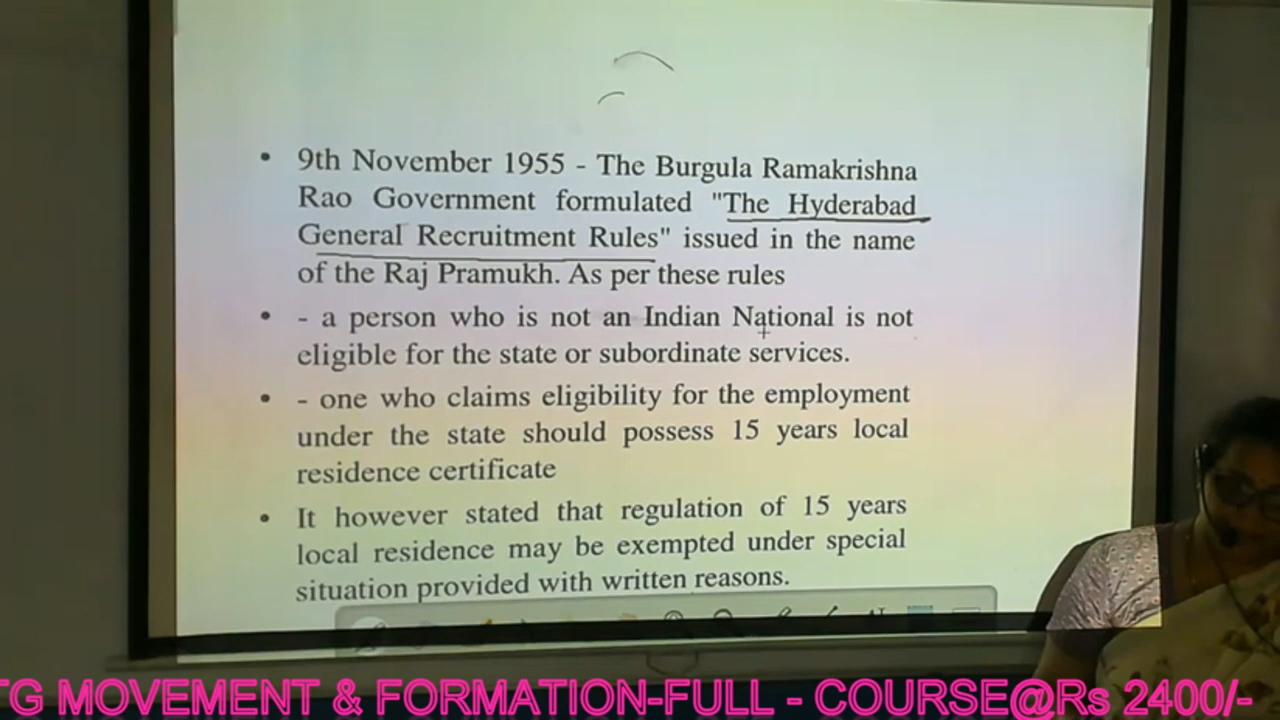 • 9th November 1955 - The Burgula Ramakrishna
Rao Government formulated "The Hyderabad
General Recruitment Rules" issued in the name
of the Raj Pramukh. As per these rules
• - a person who is not an Indian National is not
eligible for the state or subordinate services.
• - one who claims eligibility for the employment
under the state should possess 15 years local
residence certificate
• It however stated that regulation of 15 years
local residence may be exempted under special
situation provided with written reasons.
TG MOVEMENT & FORMATION-FULL - COURSE@Rs 2400/-